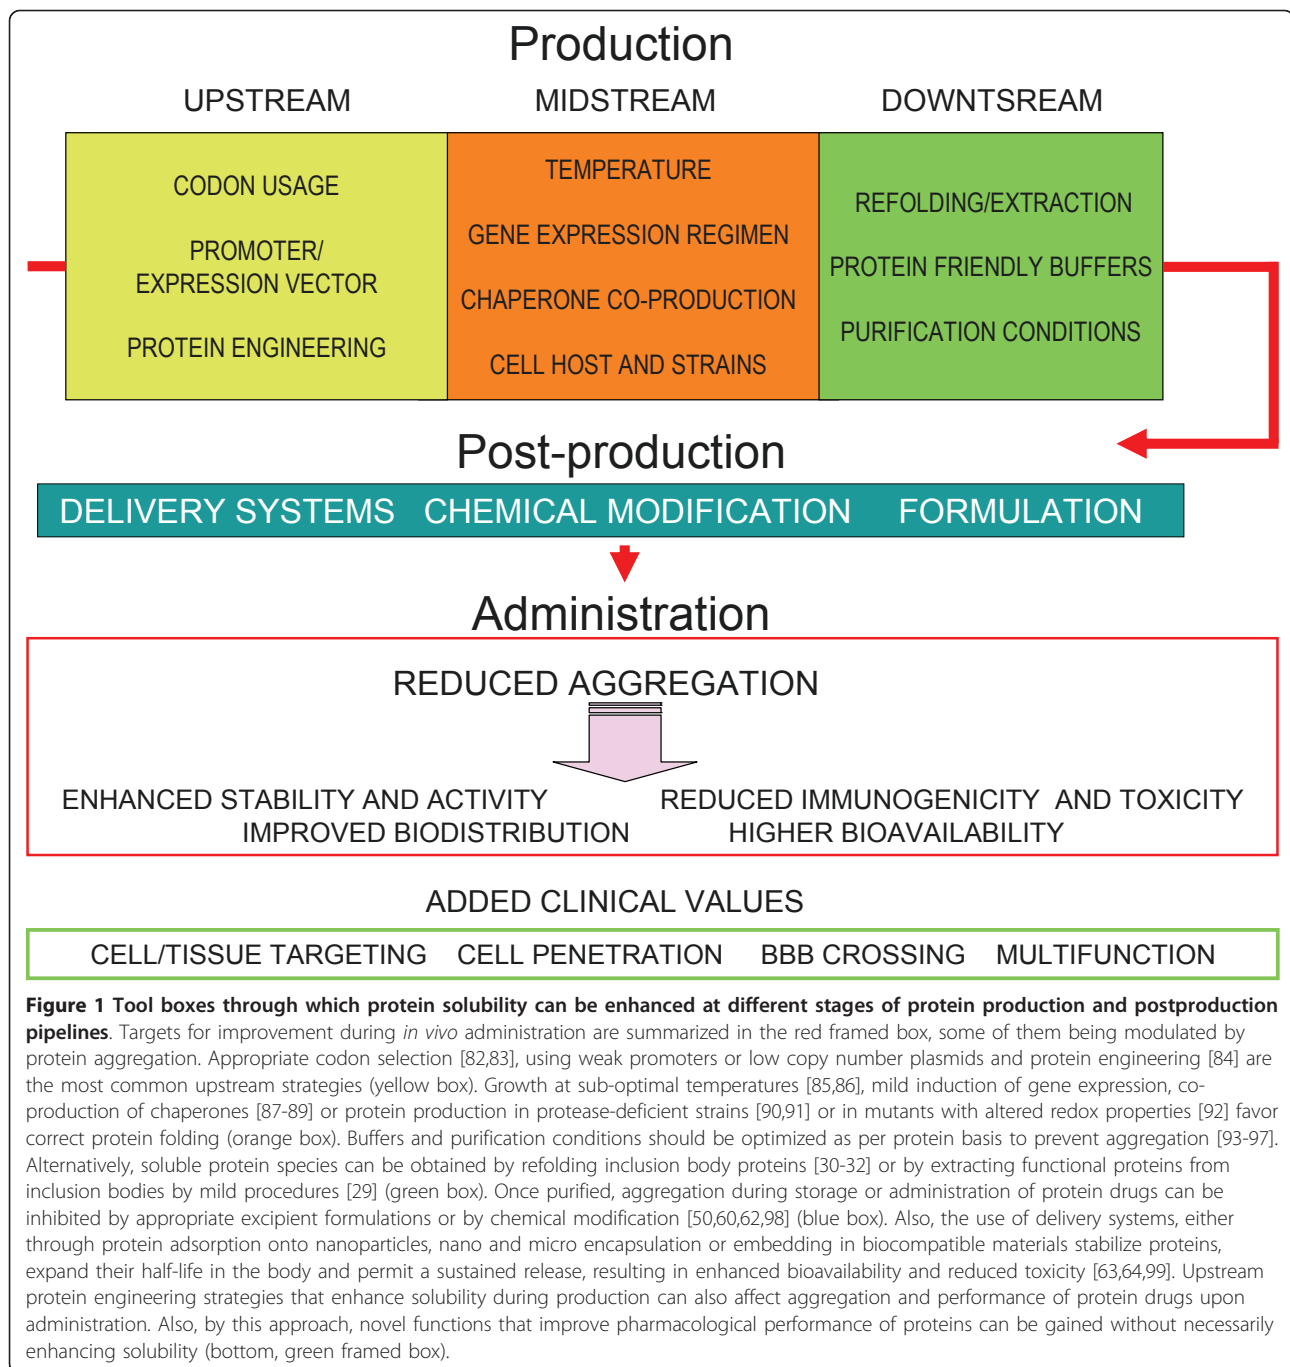 Production
UPSTREAM MIDSTREAM DOWNTSREAM
CODON USAGE
PROMOTER/
EXPRESSION VECTOR
PROTEIN ENGINEERING
TEMPERATURE
GENE EXPRESSION REGIMEN
CHAPERONE CO-PRODUCTION
CELL HOST AND STRAINS
REFOLDING/EXTRACTION
PROTEIN FRIENDLY BUFFERS
PURIFICATION CONDITIONS
Post-production
DELIVERY SYSTEMS CHEMICAL MODIFICATION FORMULATION
Administration
REDUCED AGGREGATION
ENHANCED STABILITY AND ACTIVITY REDUCED IMMUNOGENICITY AND TOXICITY
IMPROVED BIODISTRIBUTION HIGHER BIOAVAILABILITY
ADDED CLINICAL VALUES
CELL/TISSUE TARGETING CELL PENETRATION BBB CROSSING MULTIFUNCTION
Figure 1 Tool boxes through which protein solubility can be enhanced at different stages of protein production and postproduction
pipelines. Targets for improvement during in vivo administration are summarized in the red framed box, some of them being modulated by
protein aggregation. Appropriate codon selection [82,83], using weak promoters or low copy number plasmids and protein engineering [84] are
the most common upstream strategies (yellow box). Growth at sub-optimal temperatures [85,86], mild induction of gene expression, co-
production of chaperones [87-89] or protein production in protease-deficient strains [90,91] or in mutants with altered redox properties [92] favor
correct protein folding (orange box). Buffers and purification conditions should be optimized as per protein basis to prevent aggregation [93-97].
Alternatively, soluble protein species can be obtained by refolding inclusion body proteins [30-32] or by extracting functional proteins from
inclusion bodies by mild procedures [29] (green box). Once purified, aggregation during storage or administration of protein drugs can be
inhibited by appropriate excipient formulations or by chemical modification [50,60,62,98] (blue box). Also, the use of delivery systems, either
through protein adsorption onto nanoparticles, nano and micro encapsulation or embedding in biocompatible materials stabilize proteins,
expand their half-life in the body and permit a sustained release, resulting in enhanced bioavailability and reduced toxicity [63,64,99]. Upstream
protein engineering strategies that enhance solubility during production can also affect aggregation and performance of protein drugs upon
administration. Also, by this approach, novel functions that improve pharmacological performance of proteins can be gained without necessarily
enhancing solubility (bottom, green framed box).